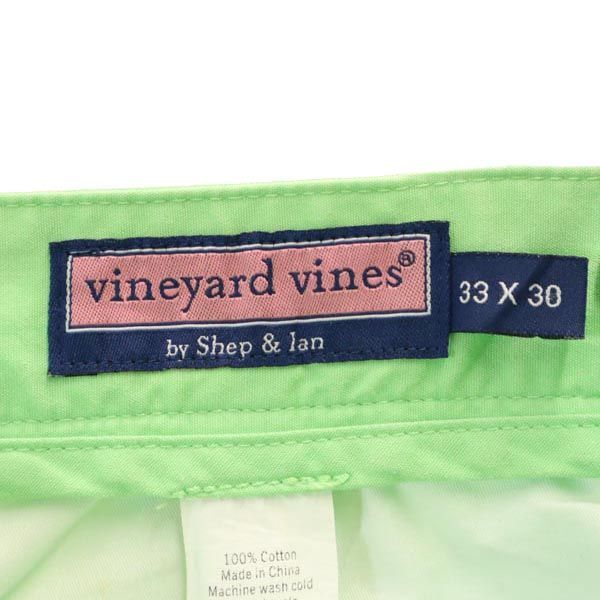 vineyard vines®
by Shep & Ian
33 X 30
100% Cotton
Made in China
Machine wash cold